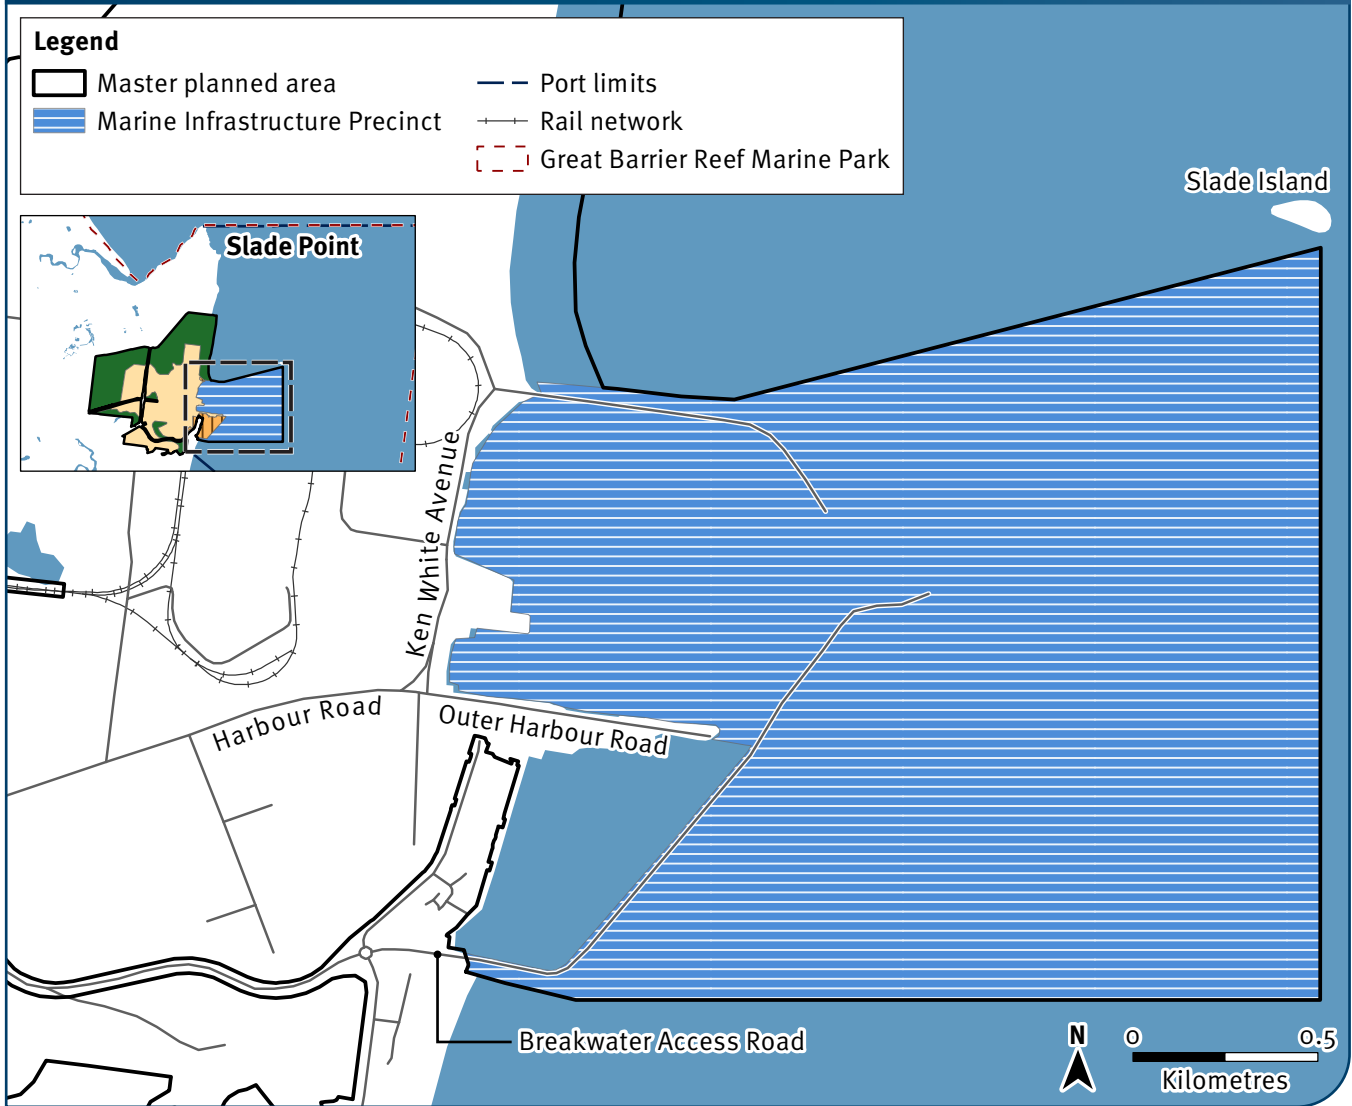 Legend
Master planned area
Marine Infrastructure Precinct
Port limits
Rail network
Great Barrier Reef Marine Park
Slade Island
Slade Point
Ken White Avenue
Harbour Road
Outer Harbour Road
Breakwater Access Road
N
0 0.5
Kilometres